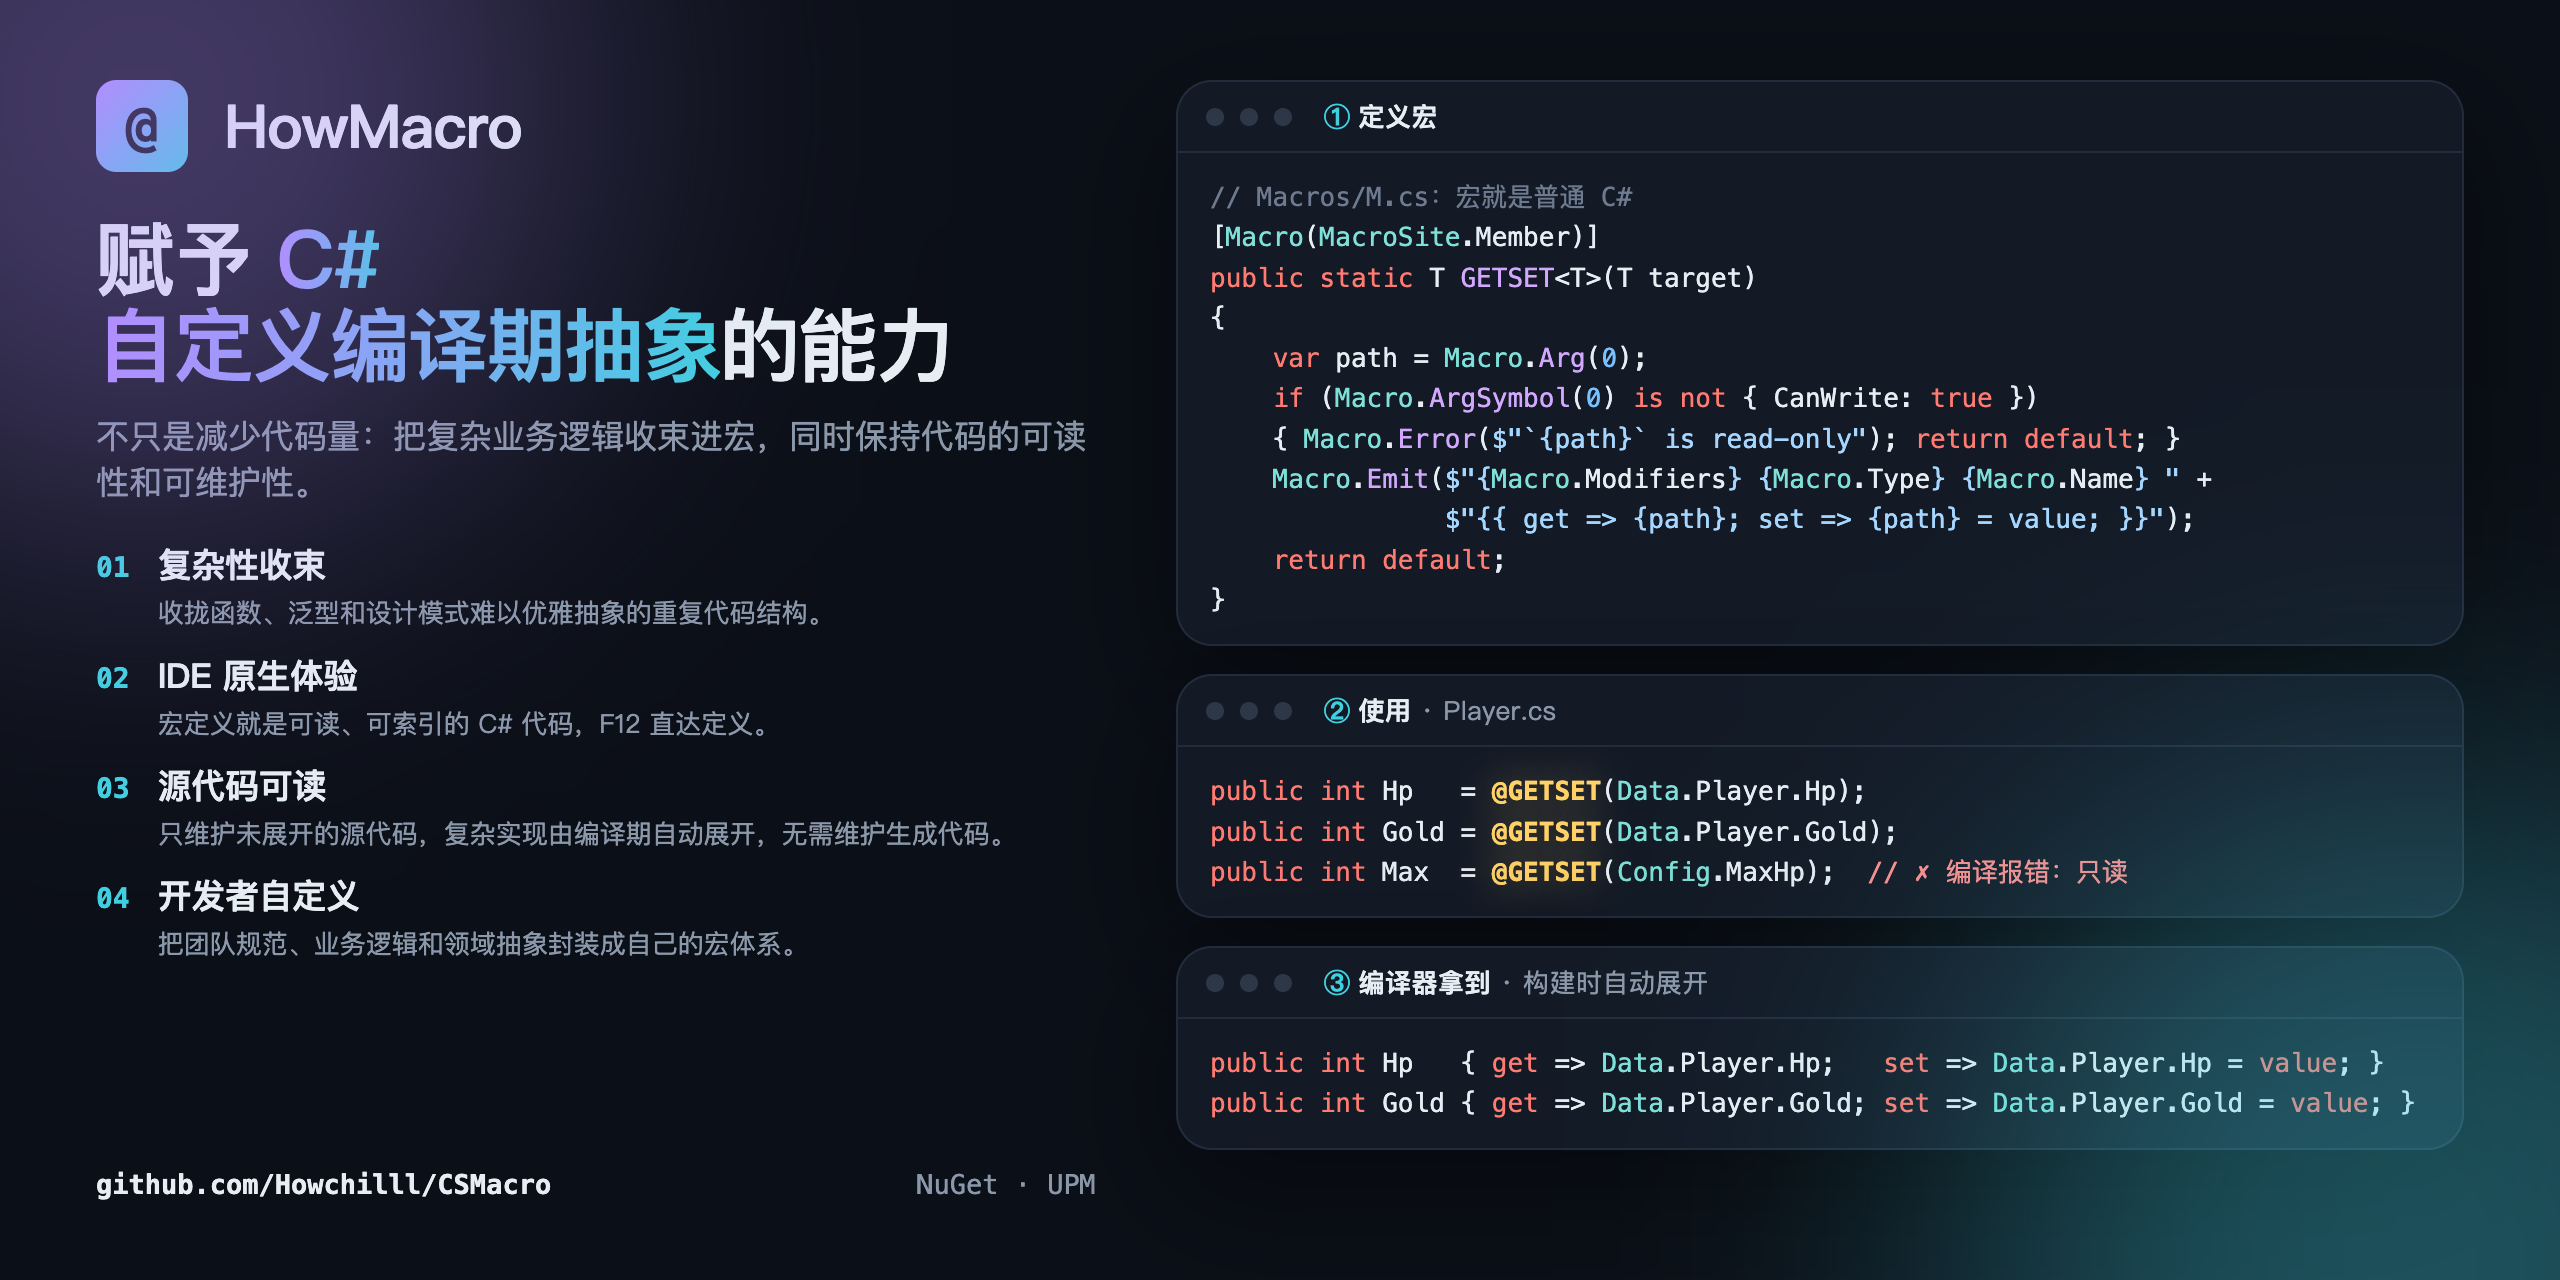 @ HowMacro
赋予 C#
自定义编译期抽象的能力
不只是减少代码量：把复杂业务逻辑收束进宏，同时保持代码的可读
性和可维护性。
01 复杂性收束
收拢函数、泛型和设计模式难以优雅抽象的重复代码结构。
02 IDE 原生体验
宏定义就是可读、可索引的 C# 代码，F12 直达定义。
03 源代码可读
只维护未展开的源代码，复杂实现由编译期自动展开，无需维护生成代码。
04 开发者自定义
把团队规范、业务逻辑和领域抽象封装成自己的宏体系。
github.com/Howchilll/CSMacro
NuGet · UPM
① 定义宏
// Macros/M.cs：宏就是普通 C#
[Macro(MacroSite.Member)]
public static T GETSET<T>(T target)
{
    var path = Macro.Arg(0);
    if (Macro.ArgSymbol(0) is not { CanWrite: true })
    { Macro.Error($"`{path}` is read-only"); return default; }
    Macro.Emit($"{Macro.Modifiers} {Macro.Type} {Macro.Name} " +
               $"{{ get => {path}; set => {path} = value; }}");
    return default;
}
② 使用 · Player.cs
public int Hp   = @GETSET(Data.Player.Hp);
public int Gold = @GETSET(Data.Player.Gold);
public int Max  = @GETSET(Config.MaxHp);  // ✗ 编译报错：只读
③ 编译器拿到 · 构建时自动展开
public int Hp   { get => Data.Player.Hp;   set => Data.Player.Hp = value; }
public int Gold { get => Data.Player.Gold; set => Data.Player.Gold = value; }